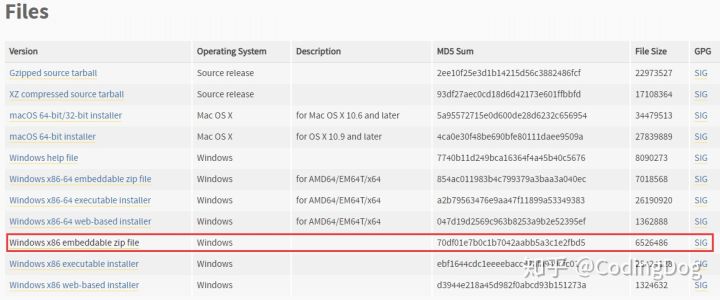 Files
Version Operating System Description MD5 Sum File Size GPG
Gzipped source tarball Source release 2ee10f25e3d1b14215d56c3882486fcf 22973527 SIG
XZ compressed source tarball Source release 93df27aec0cd18d6d42173e601ffbbfd 17108364 SIG
macOS 64-bit/32-bit installer Mac OS X for Mac OS X 10.6 and later 5a95572715e0d600de28d6232c656954 34479513 SIG
macOS 64-bit installer Mac OS X for OS X 10.9 and later 4ca0e30f48be690bfe80111daee9509a 27839889 SIG
Windows help file Windows 7740b11d249bca16364f4a45b40c5676 8090273 SIG
Windows x86-64 embeddable zip file Windows for AMD64/EM64T/x64 854ac011983b4c799379a3baa3a040ec 7018568 SIG
Windows x86-64 executable installer Windows for AMD64/EM64T/x64 a2b79563476e9aa47f11899a53349383 26190920 SIG
Windows x86-64 web-based installer Windows for AMD64/EM64T/x64 047d19d2569c963b8253a9b2e52395ef 1362888 SIG
Windows x86 embeddable zip file Windows 70df01e7b0c1b7042aabb5a3c1e2fbd5 6526486 SIG
Windows x86 executable installer Windows SIG
Windows x86 web-based installer Windows d3944e218a45d982f0abcd93b151273a 1324632 SIG
知乎 @CodingDog